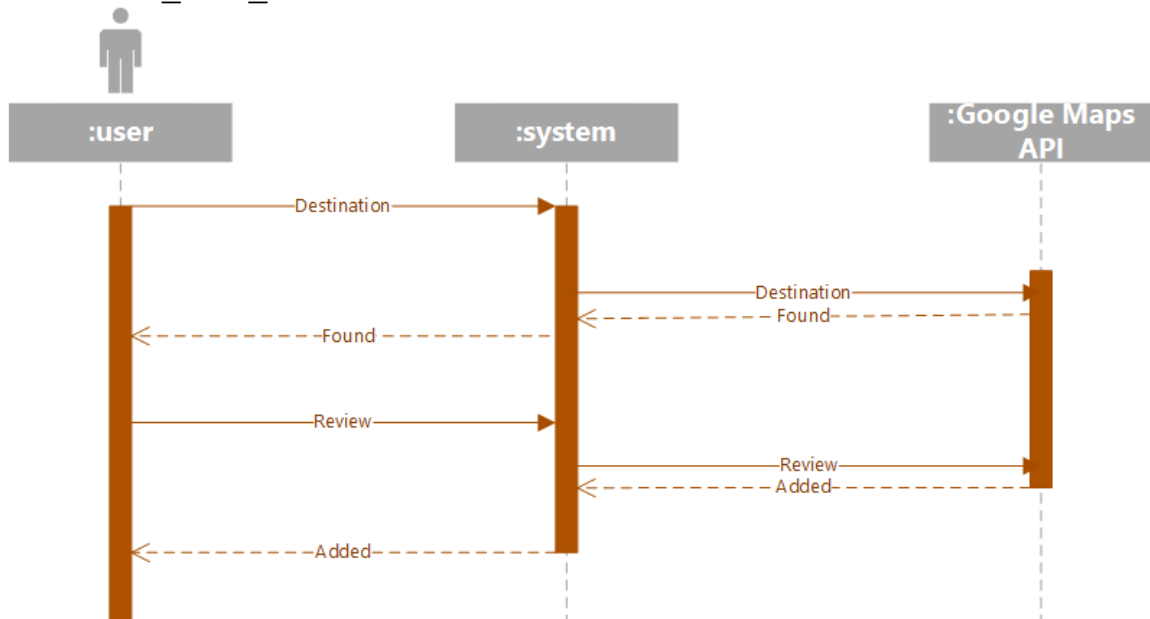 :user
:system
:Google Maps
API
Destination
Destination
Found
Found
Review
Review
Added
Added